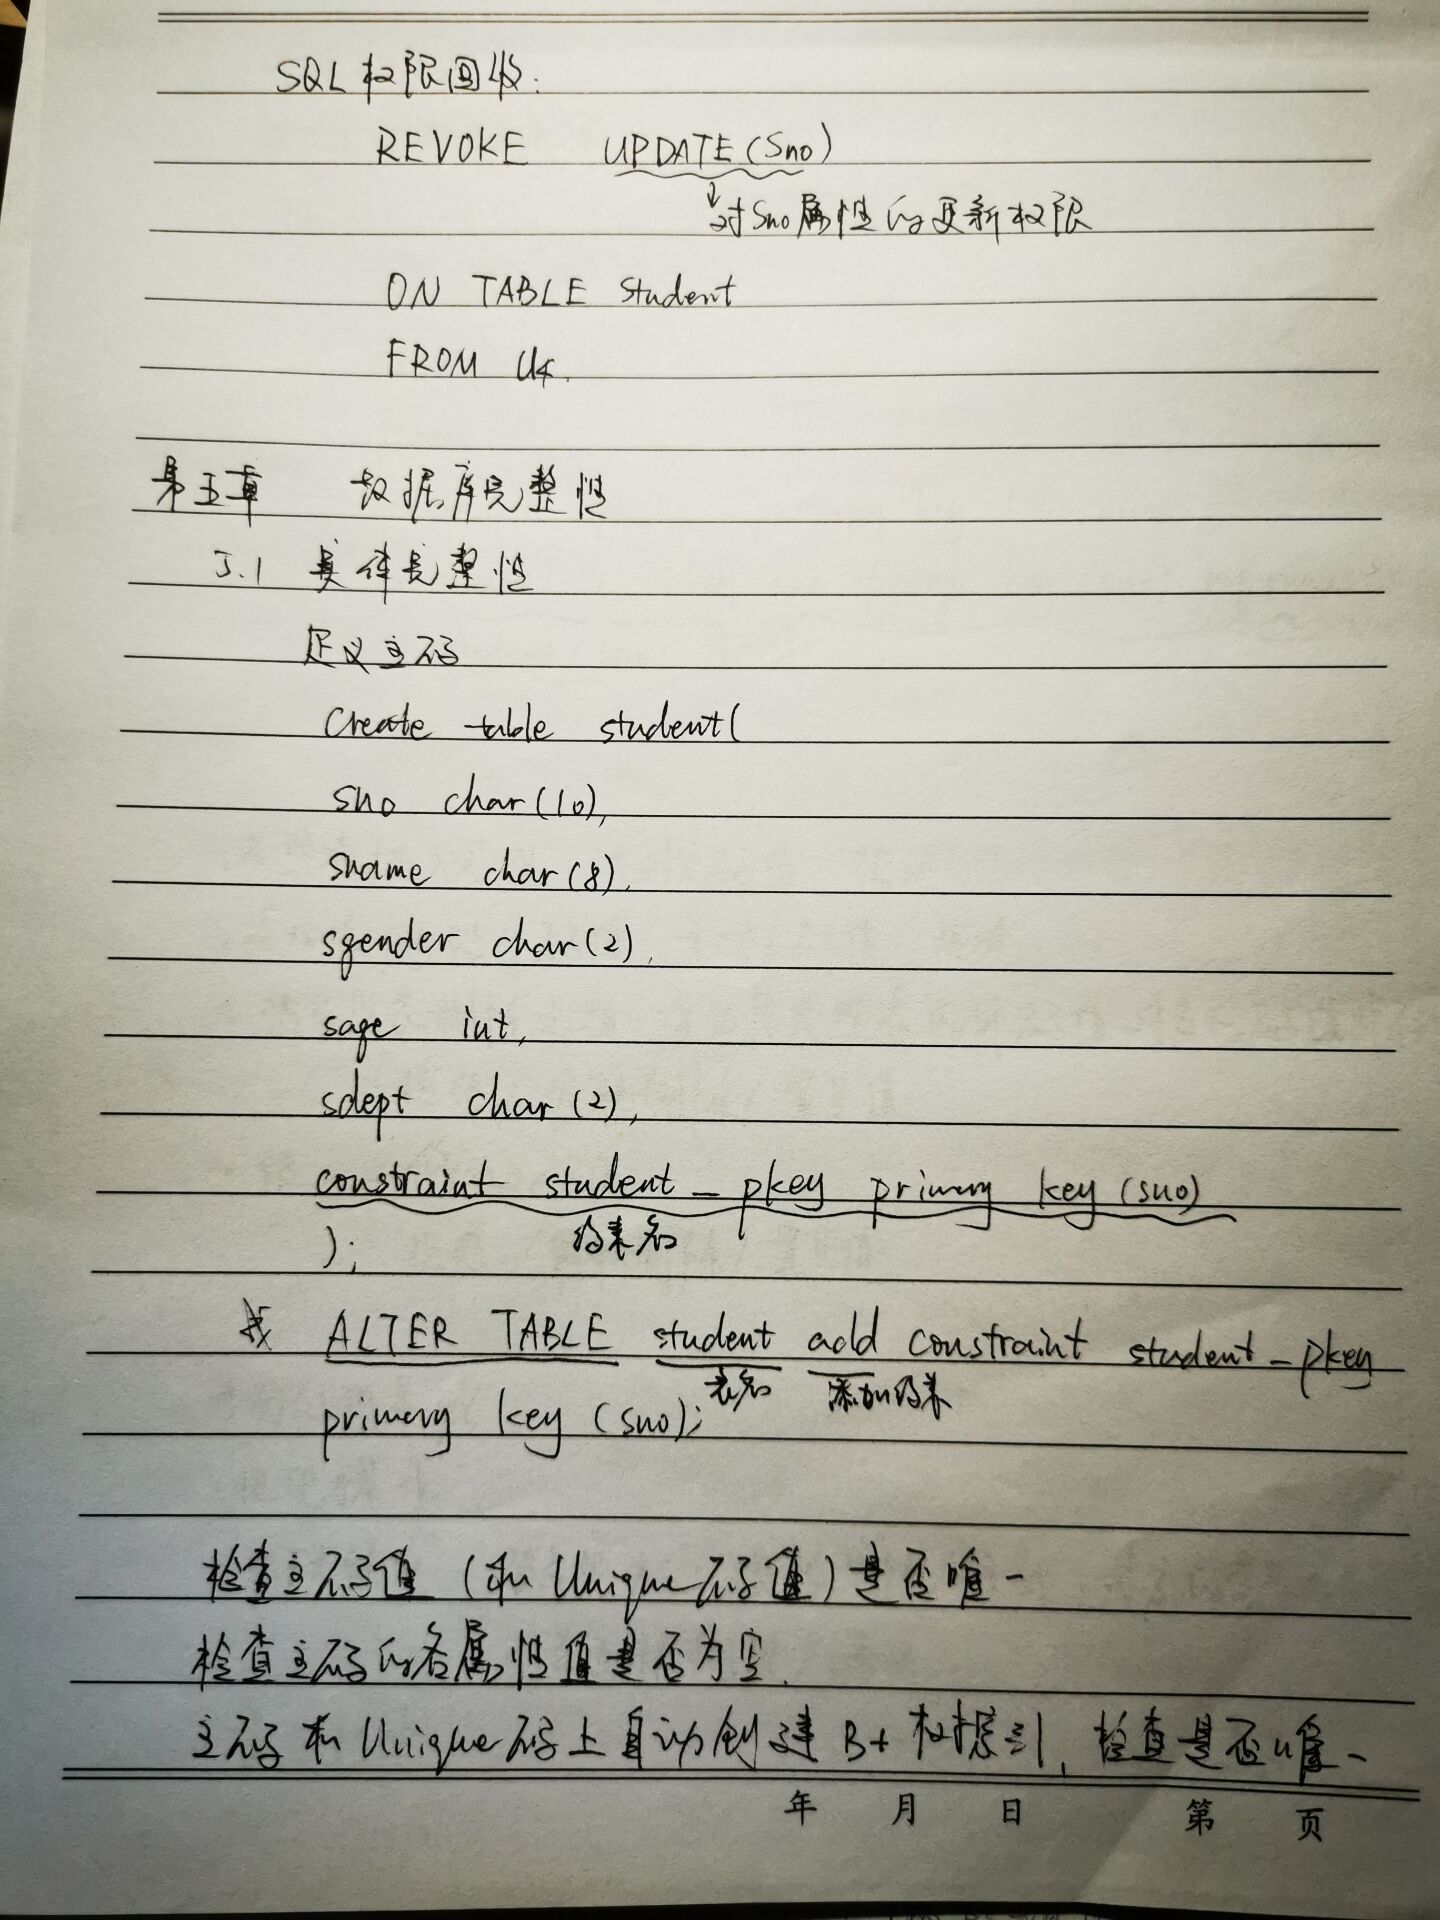 SQL权限回收:
REVOKE UPDATE(Sno)
对Sno属性的更新权限
ON TABLE Student
FROM U4.
第五章 数据库完整性
5.1 实体完整性
定义主码
Create table student(
sno char(10),
sname char(8),
sgender char(2),
sage int,
sdept char(2),
constraint student_pkey primary key(sno)
约束名
);
或 ALTER TABLE student add constraint student_pkey
表名 添加约束
primary key(sno);
检查主码值(和Unique码值)是否唯一
检查主码的各属性值是否为空.
主码和Unique码上自动创建B+树索引,检查是否唯一
年 月 日 第 页